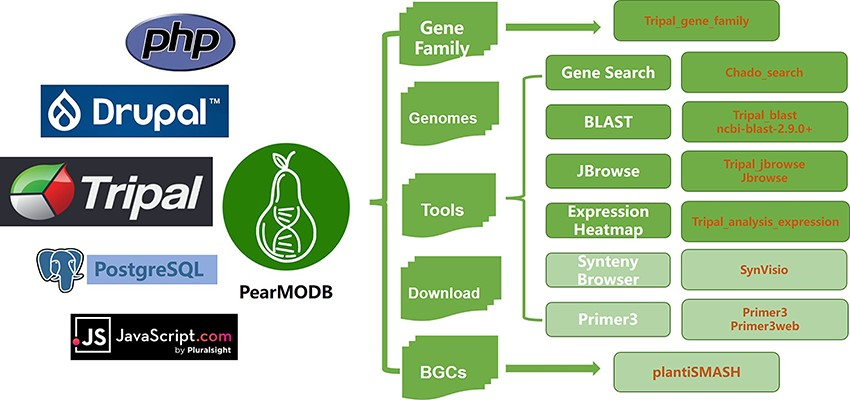 php
Drupal™
Tripal
PostgreSQL
JS JavaScript.com
by Pluralsight
PearMODB
Gene
Family
Genomes
Tools
Download
BGCs
Tripal_gene_family
Gene Search
Chado_search
BLAST
Tripal_blast
ncbi-blast-2.9.0+
JBrowse
Tripal_jbrowse
Jbrowse
Expression
Heatmap
Tripal_analysis_expression
Synteny
Browser
SynVisio
Primer3
Primer3
Primer3web
plantiSMASH